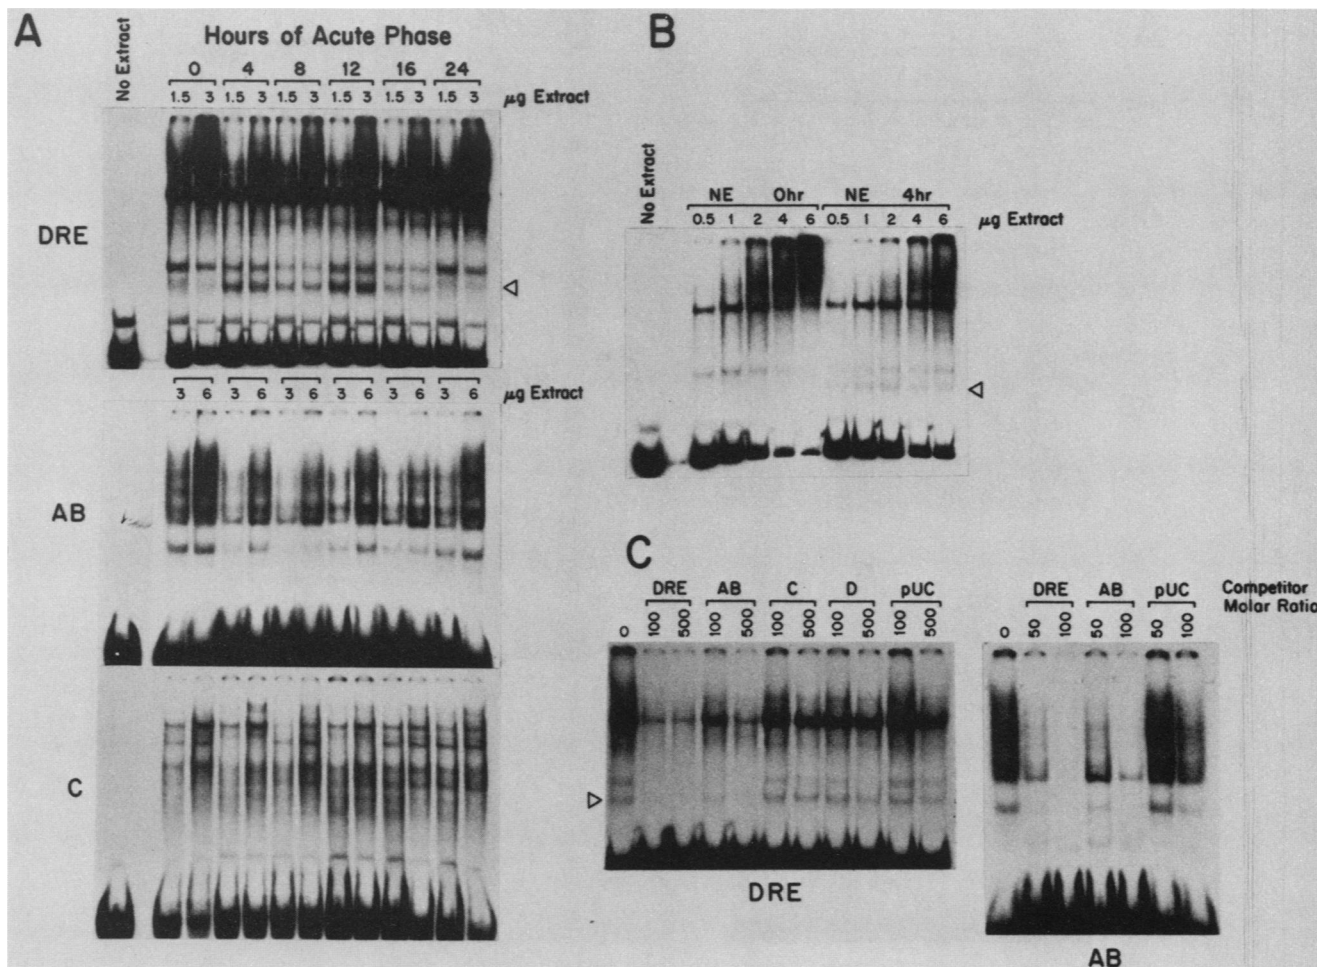 A
Hours of Acute Phase
No Extract
0 4 8 12 16 24
1.5 3 1.5 3 1.5 3 1.5 3 1.5 3 1.5 3 µg Extract
DRE
3 6 3 6 3 6 3 6 3 6 3 6 µg Extract
AB
C
B
No Extract
NE 0hr NE 4hr
0.5 1 2 4 6 0.5 1 2 4 6 µg Extract
C
DRE AB C D pUC
0 100 500 100 500 100 500 100 500 100 500
DRE
DRE AB pUC Competitor
Molar Ratio
0 50 100 50 100 50 100
AB